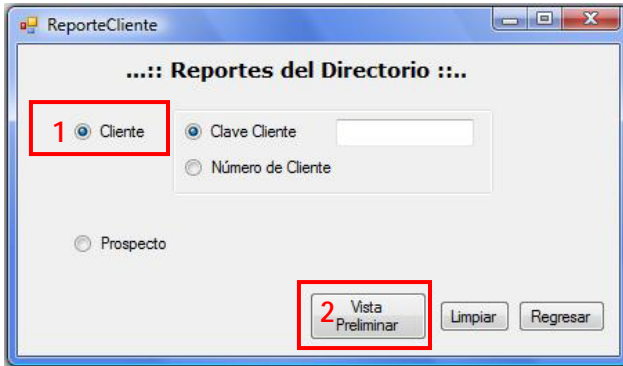 ReporteCliente
...:: Reportes del Directorio ::..
1 Cliente
Clave Cliente
Número de Cliente
Prospecto
2 Vista
Preliminar
Limpiar
Regresar